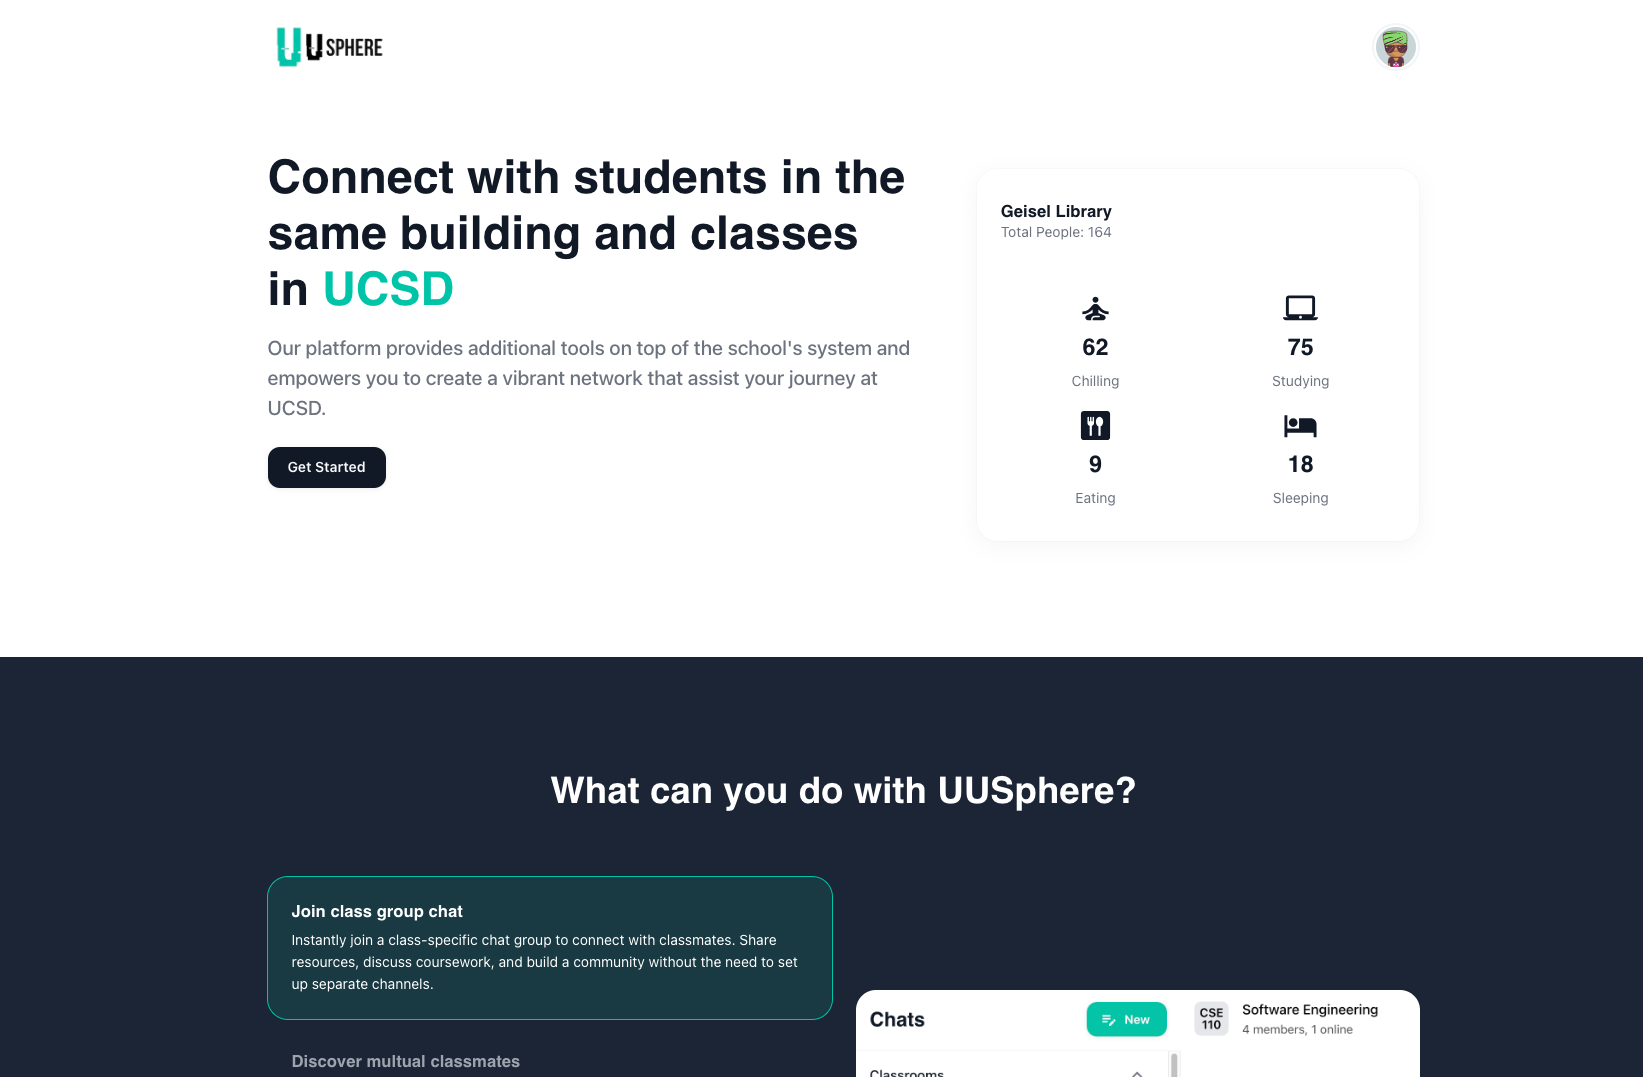 UUSPHERE
Connect with students in the
same building and classes
in UCSD
Our platform provides additional tools on top of the school's system and
empowers you to create a vibrant network that assist your journey at
UCSD.
Get Started
Geisel Library
Total People: 164
62
Chilling
75
Studying
9
Eating
18
Sleeping
What can you do with UUSphere?
Join class group chat
Instantly join a class-specific chat group to connect with classmates. Share
resources, discuss coursework, and build a community without the need to set
up separate channels.
Discover multual classmates
Chats
New
CSE
110
Software Engineering
4 members, 1 online
Classrooms